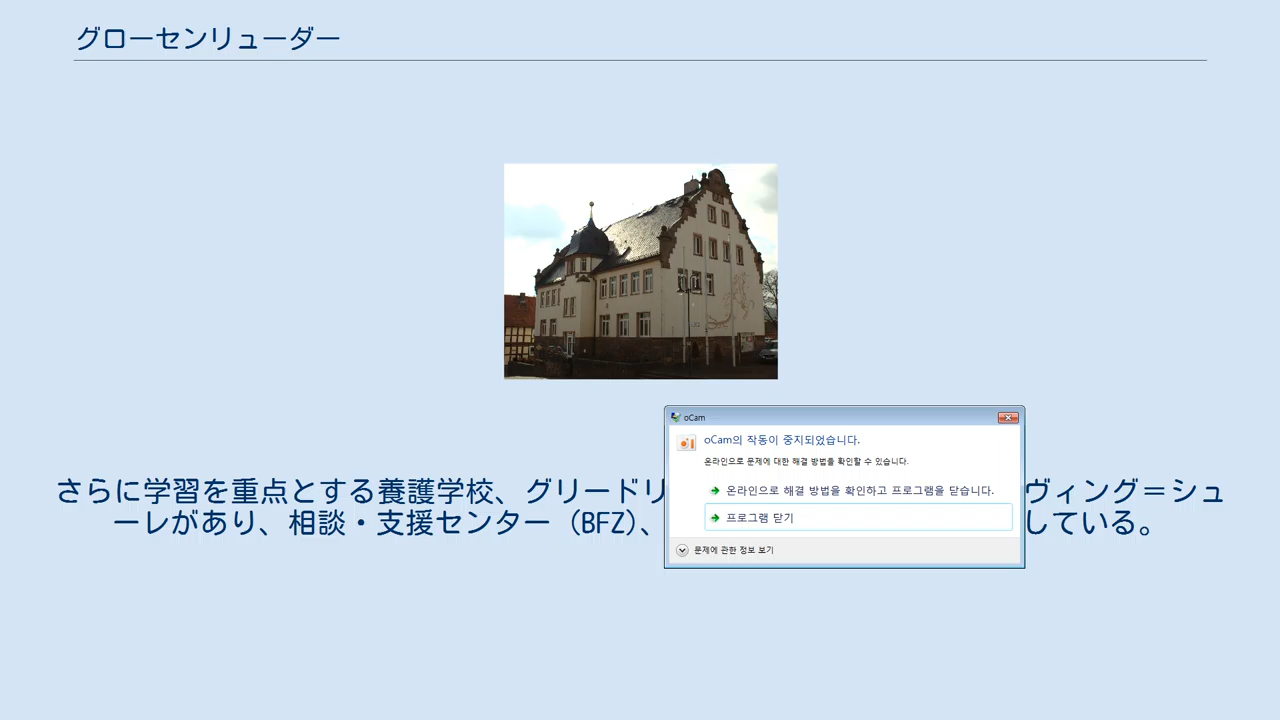 グローセンリューダー
oCam
oCam의 작동이 중지되었습니다.
온라인으로 문제에 대한 해결 방법을 확인할 수 있습니다.
온라인으로 해결 방법을 확인하고 프로그램을 닫습니다.
프로그램 닫기
문제에 관한 정보 보기
さらに学習を重点とする養護学校、グリードリ ヴィング＝シュ
ーレがあり、相談・支援センター（BFZ）、 している。